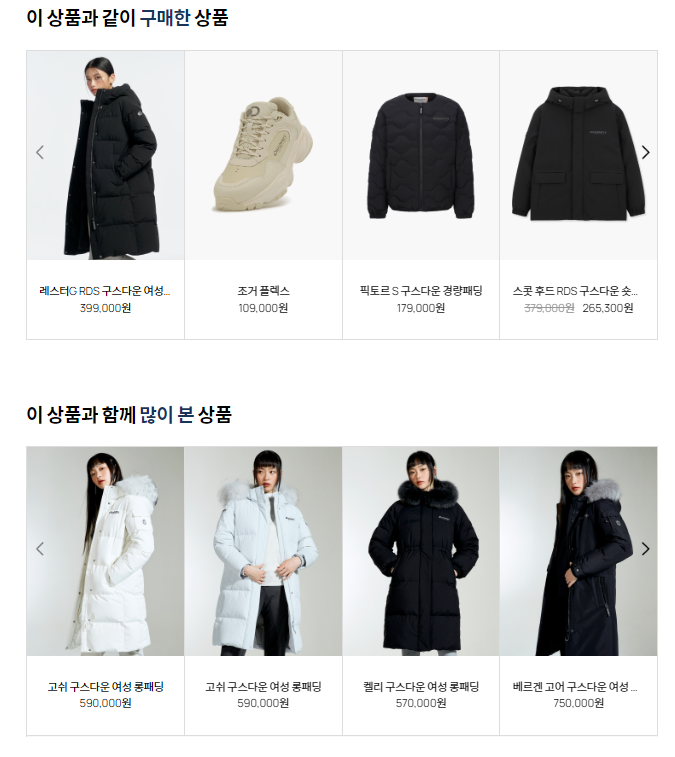 이 상품과 같이 구매한 상품
레스터G RDS 구스다운 여성...
399,000원
조거 플렉스
109,000원
픽토르 S 구스다운 경량패딩
179,000원
스콧 후드 RDS 구스다운 숏...
379,000원 265,300원
이 상품과 함께 많이 본 상품
고쉬 구스다운 여성 롱패딩
590,000원
고쉬 구스다운 여성 롱패딩
590,000원
켈리 구스다운 여성 롱패딩
570,000원
베르겐 고어 구스다운 여성 ...
750,000원